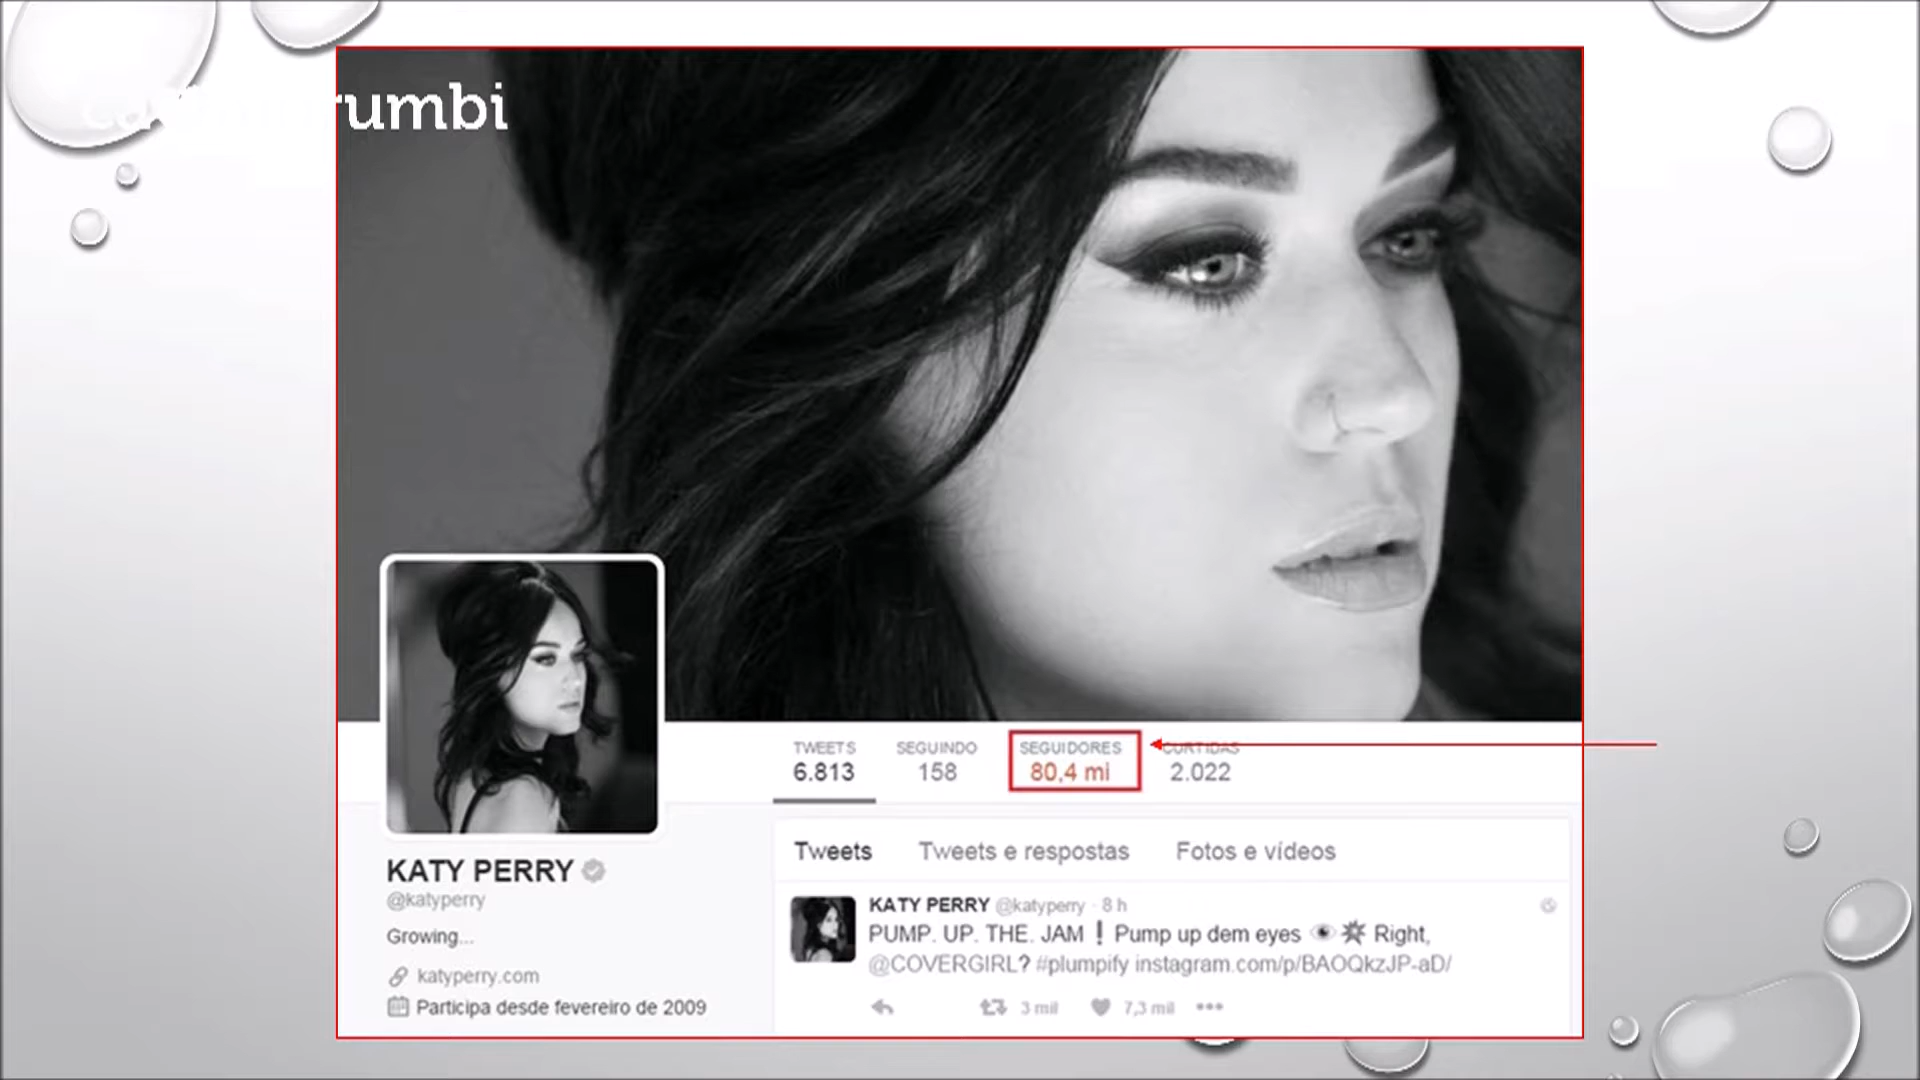 rumbi
TWEETS SEGUINDO SEGUIDORES CURTIDAS
6.813 158 80,4 mi 2.022
Tweets Tweets e respostas Fotos e vídeos
KATY PERRY
@katyperry
Growing...
katyperry.com
Participa desde fevereiro de 2009
KATY PERRY @katyperry · 8 h
PUMP. UP. THE. JAM ❗ Pump up dem eyes 👁💥 Right,
@COVERGIRL? #plumpify instagram.com/p/BAOQkzJP-aD/
3 mil 7,3 mil •••